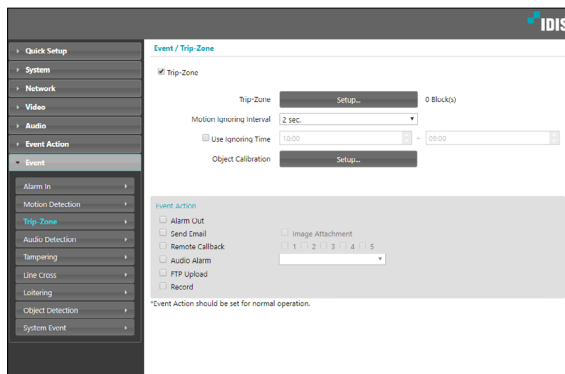 IDIS
Quick Setup
System
Network
Video
Audio
Event Action
Event
Alarm In
Motion Detection
Trip-Zone
Audio Detection
Tampering
Line Cross
Loitering
Object Detection
System Event
Event / Trip-Zone
Trip-Zone
Trip-Zone Setup... 0 Block(s)
Motion Ignoring Interval 2 sec.
Use Ignoring Time 18:00 ~ 09:00
Object Calibration Setup...
Event Action
Alarm Out
Send Email Image Attachment
Remote Callback 1 2 3 4 5
Audio Alarm
FTP Upload
Record
*Event Action should be set for normal operation.